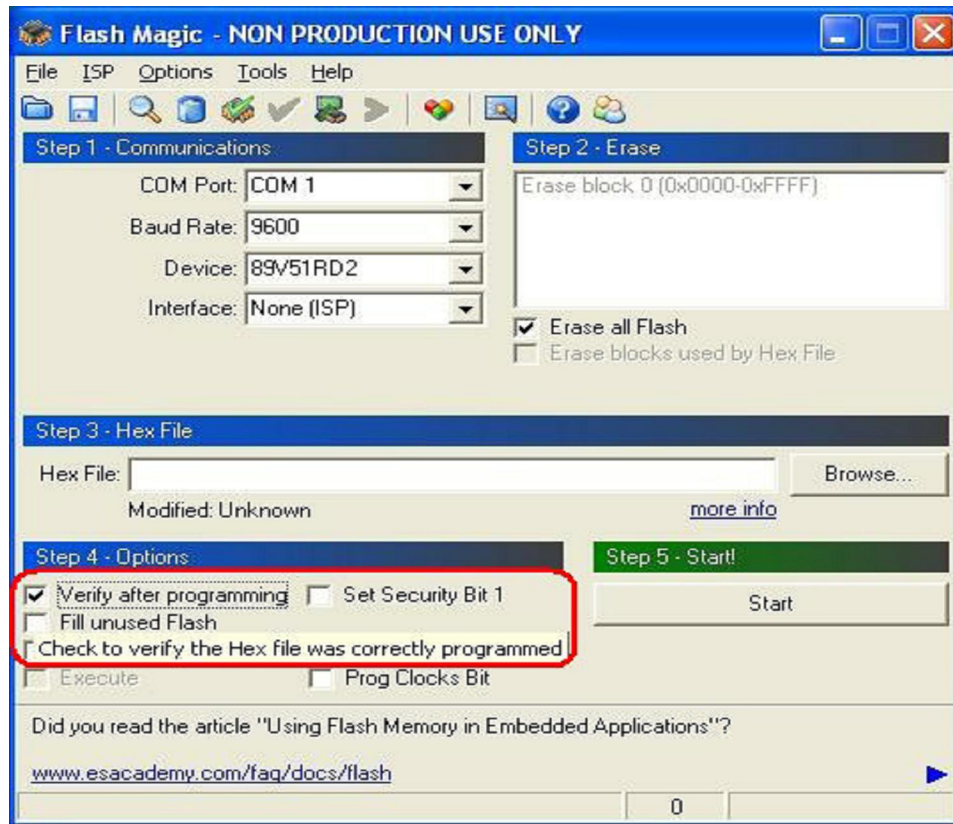 Flash Magic - NON PRODUCTION USE ONLY
File ISP Options Tools Help
Step 1 - Communications
COM Port: COM 1
Baud Rate: 9600
Device: 89V51RD2
Interface: None (ISP)
Step 2 - Erase
Erase block 0 (0x0000-0xFFFF)
Erase all Flash
Erase blocks used by Hex File
Step 3 - Hex File
Hex File: Browse...
Modified: Unknown more info
Step 4 - Options
Verify after programming Set Security Bit 1
Fill unused Flash
Check to verify the Hex file was correctly programmed
Execute Prog Clocks Bit
Step 5 - Start!
Start
Did you read the article "Using Flash Memory in Embedded Applications"?
www.esacademy.com/faq/docs/flash
0